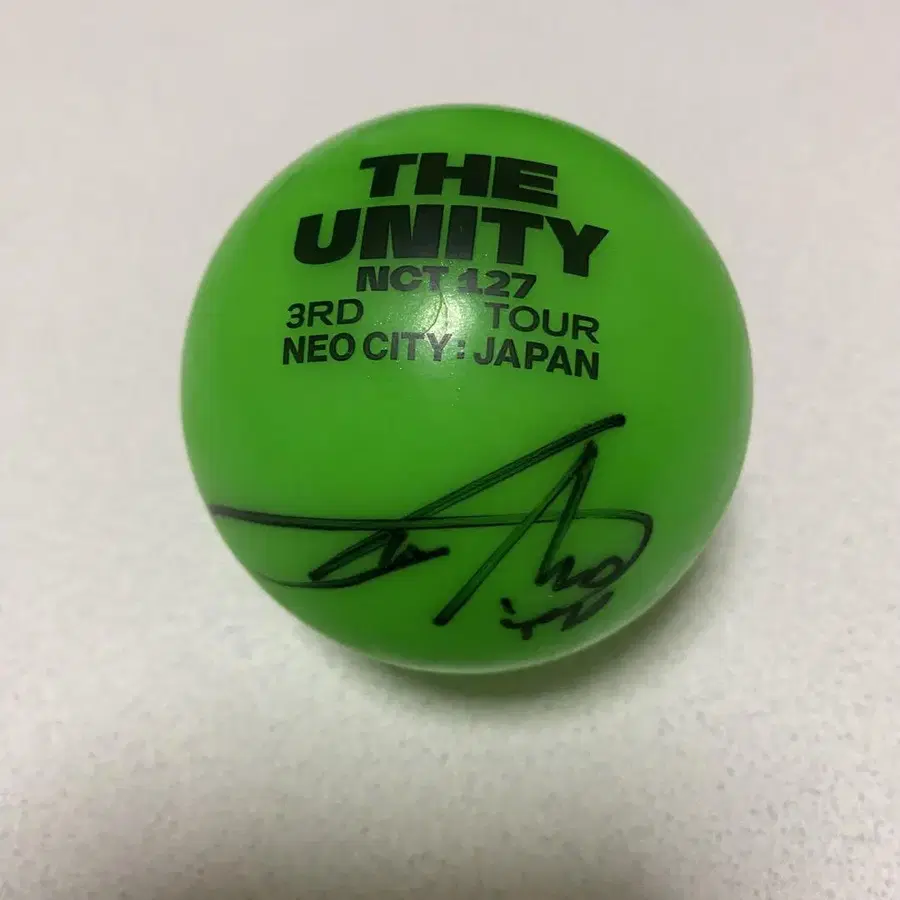 THE
UNITY
NCT 127
3RD TOUR
NEO CITY : JAPAN